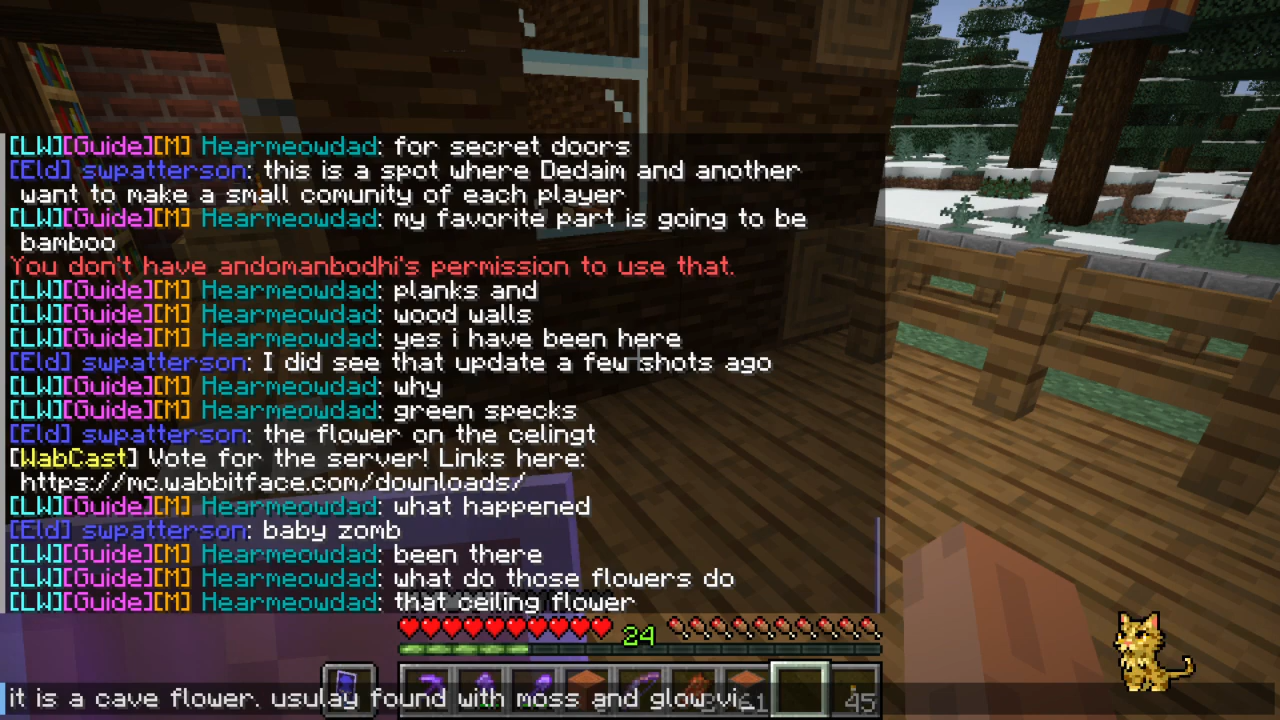 [LW][Guide][M] Hearmeowdad: for secret doors
[Eld] swpatterson: this is a spot where Dedaim and another
want to make a small comunity of each player
[LW][Guide][M] Hearmeowdad: my favorite part is going to be
bamboo
You don't have andomanbodhi's permission to use that.
[LW][Guide][M] Hearmeowdad: planks and
[LW][Guide][M] Hearmeowdad: wood walls
[LW][Guide][M] Hearmeowdad: yes i have been here
[Eld] swpatterson: I did see that update a few shots ago
[LW][Guide][M] Hearmeowdad: why
[LW][Guide][M] Hearmeowdad: green specks
[Eld] swpatterson: the flower on the celingt
[WabCast] Vote for the server! Links here:
https://mc.wabbitface.com/downloads/
[LW][Guide][M] Hearmeowdad: what happened
[Eld] swpatterson: baby zomb
[LW][Guide][M] Hearmeowdad: been there
[LW][Guide][M] Hearmeowdad: what do those flowers do
[LW][Guide][M] Hearmeowdad: that ceiling flower
24
it is a cave flower. usulay found with moss and glow vi_
61
45